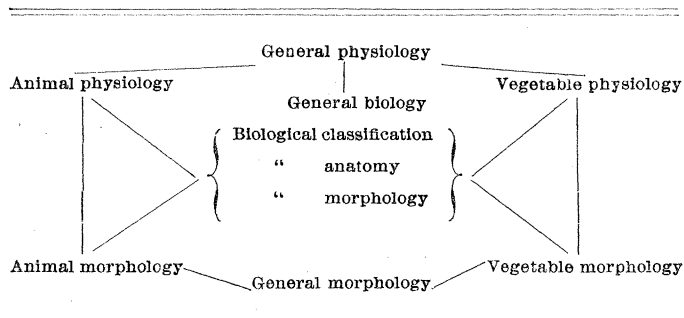 General physiology
Animal physiology Vegetable physiology
General biology
Biological classification
“ anatomy
“ morphology
Animal morphology Vegetable morphology
General morphology